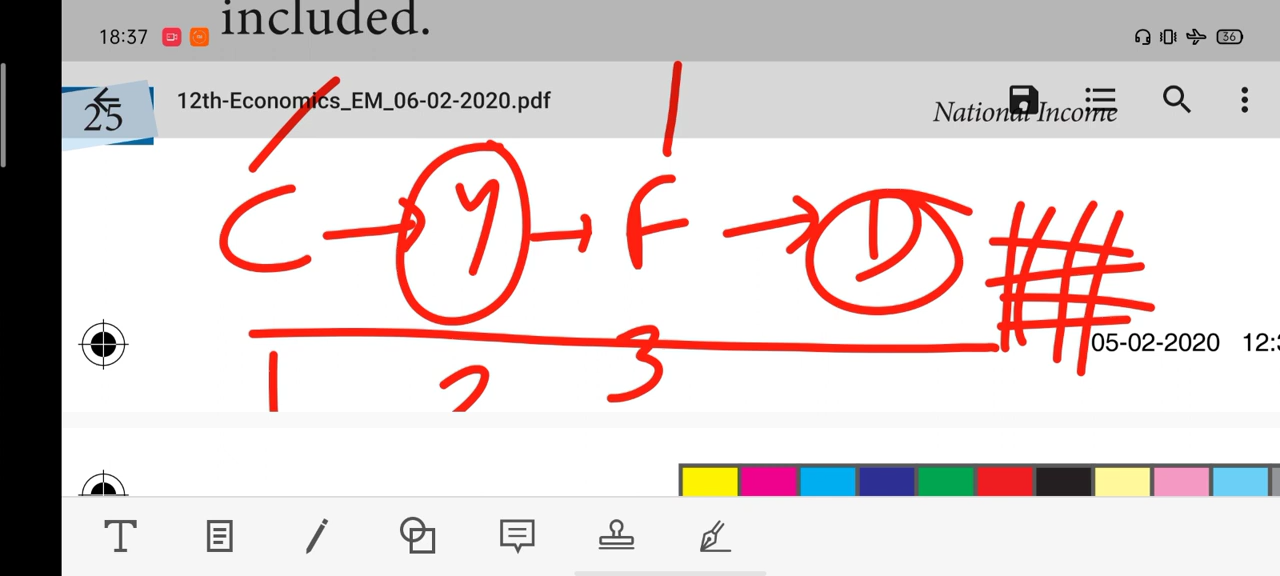 included.
18:37 36
25 12th-Economics_EM_06-02-2020.pdf National Income
C → Y → F → D
1 2 3
05-02-2020 12:3
T